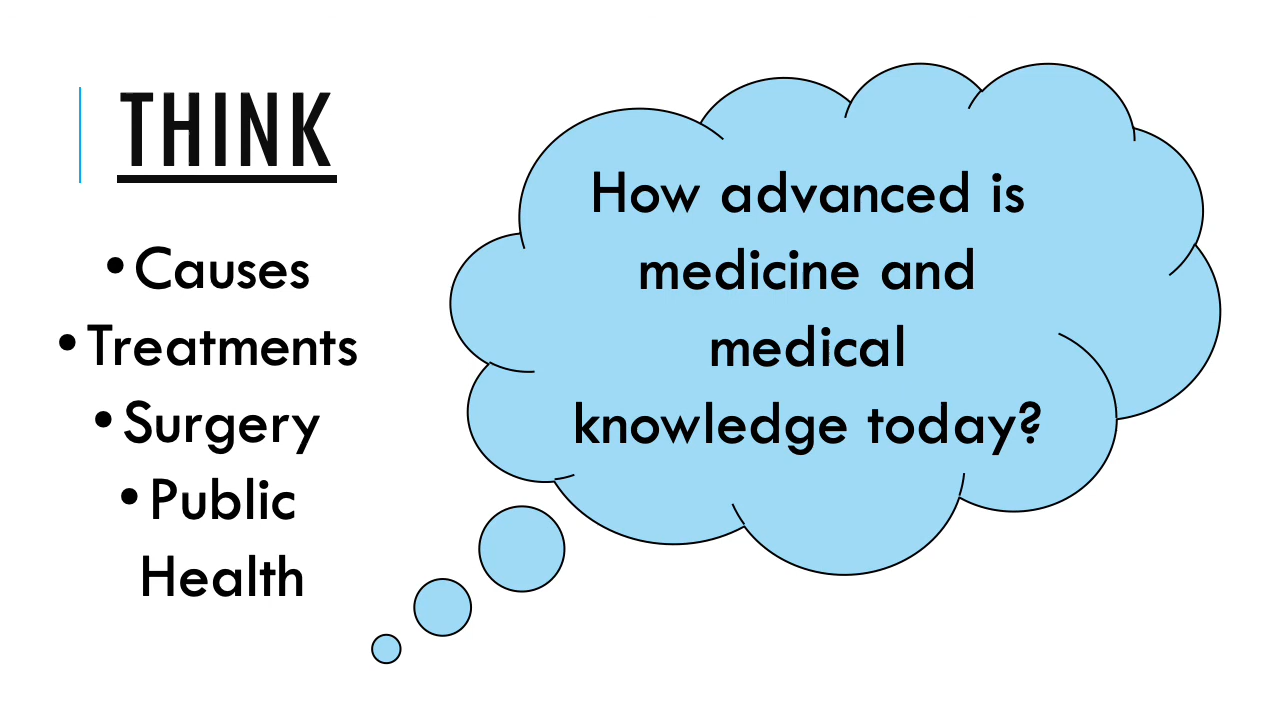 THINK
•Causes
•Treatments
•Surgery
•Public
Health
How advanced is
medicine and
medical
knowledge today?